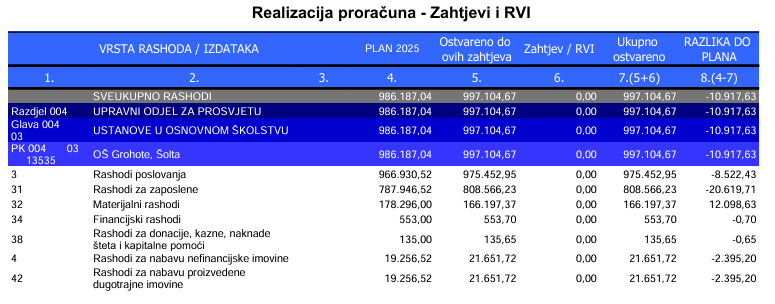 Realizacija proračuna - Zahtjevi i RVI
VRSTA RASHODA / IZDATAKA PLAN 2025 Ostvareno do ovih zahtjeva Zahtjev / RVI Ukupno ostvareno RAZLIKA DO PLANA
1. 2. 3. 4. 5. 6. 7.(5+6) 8.(4-7)
SVEUKUPNO RASHODI 986.187,04 997.104,67 0,00 997.104,67 -10.917,63
Razdjel 004 UPRAVNI ODJEL ZA PROSVJETU 986.187,04 997.104,67 0,00 997.104,67 -10.917,63
Glava 004 03 USTANOVE U OSNOVNOM ŠKOLSTVU 986.187,04 997.104,67 0,00 997.104,67 -10.917,63
PK 004 03 13535 OŠ Grohote, Šolta 986.187,04 997.104,67 0,00 997.104,67 -10.917,63
3 Rashodi poslovanja 966.930,52 975.452,95 0,00 975.452,95 -8.522,43
31 Rashodi za zaposlene 787.946,52 808.566,23 0,00 808.566,23 -20.619,71
32 Materijalni rashodi 178.296,00 166.197,37 0,00 166.197,37 12.098,63
34 Financijski rashodi 553,00 553,70 0,00 553,70 -0,70
38 Rashodi za donacije, kazne, naknade šteta i kapitalne pomoći 135,00 135,65 0,00 135,65 -0,65
4 Rashodi za nabavu nefinancijske imovine 19.256,52 21.651,72 0,00 21.651,72 -2.395,20
42 Rashodi za nabavu proizvedene dugotrajne imovine 19.256,52 21.651,72 0,00 21.651,72 -2.395,20